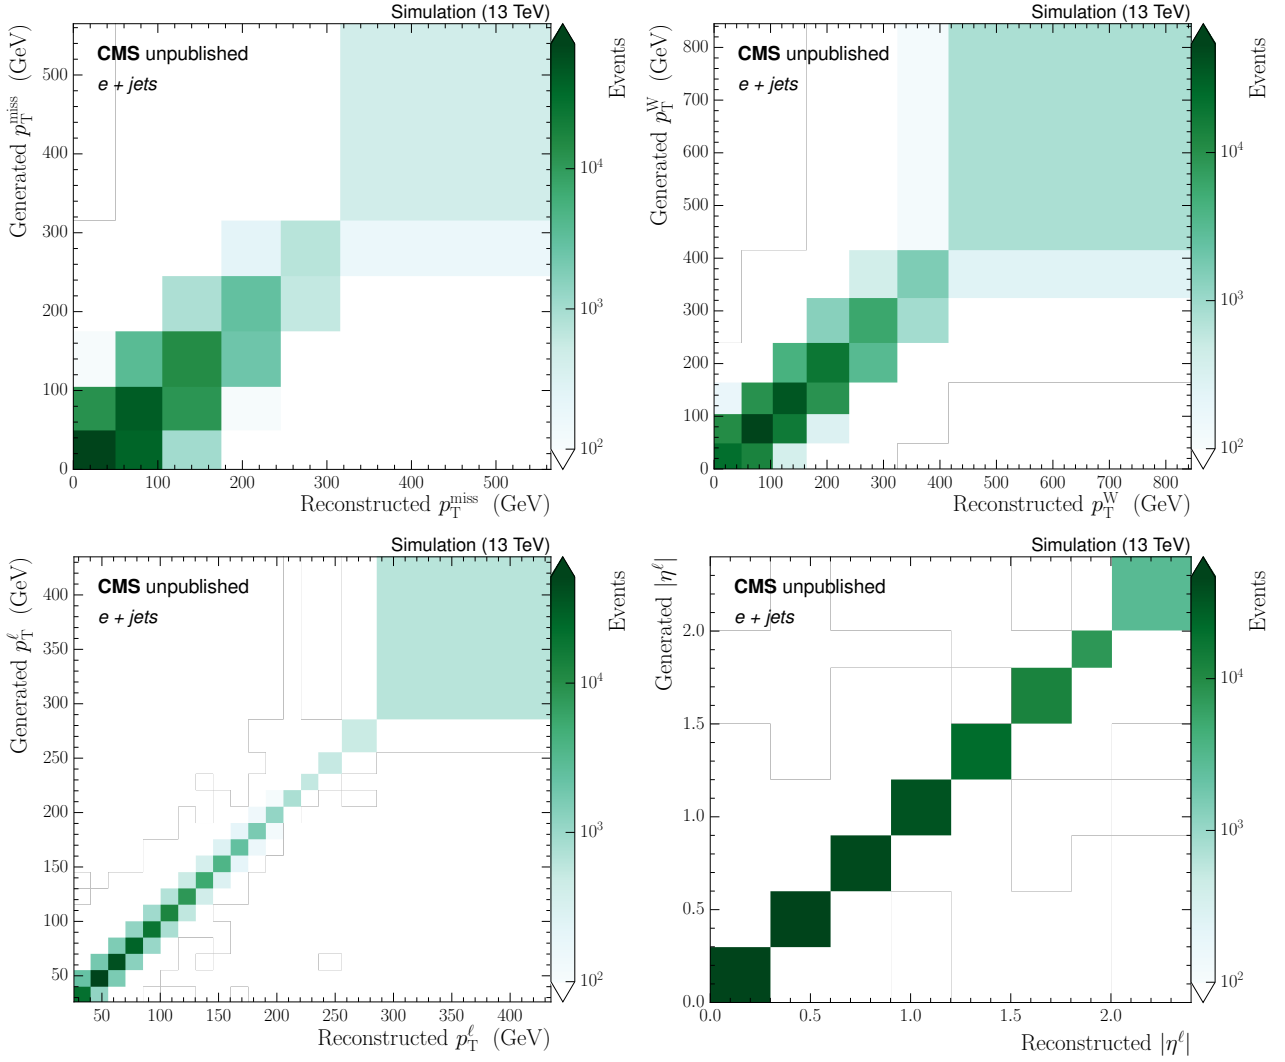 Simulation (13 TeV)
CMS unpublished
e + jets
Generated p_T^miss (GeV)
500
400
300
200
100
0
0 100 200 300 400 500
Reconstructed p_T^miss (GeV)
Events
10^4
10^3
10^2
Simulation (13 TeV)
CMS unpublished
e + jets
Generated p_T^W (GeV)
800
700
600
500
400
300
200
100
0
0 100 200 300 400 500 600 700 800
Reconstructed p_T^W (GeV)
Events
10^4
10^3
10^2
Simulation (13 TeV)
CMS unpublished
e + jets
Generated p_T^ℓ (GeV)
400
350
300
250
200
150
100
50
50 100 150 200 250 300 350 400
Reconstructed p_T^ℓ (GeV)
Events
10^4
10^3
10^2
Simulation (13 TeV)
CMS unpublished
e + jets
Generated |η^ℓ|
2.0
1.5
1.0
0.5
0.0
0.0 0.5 1.0 1.5 2.0
Reconstructed |η^ℓ|
Events
10^4
10^3
10^2